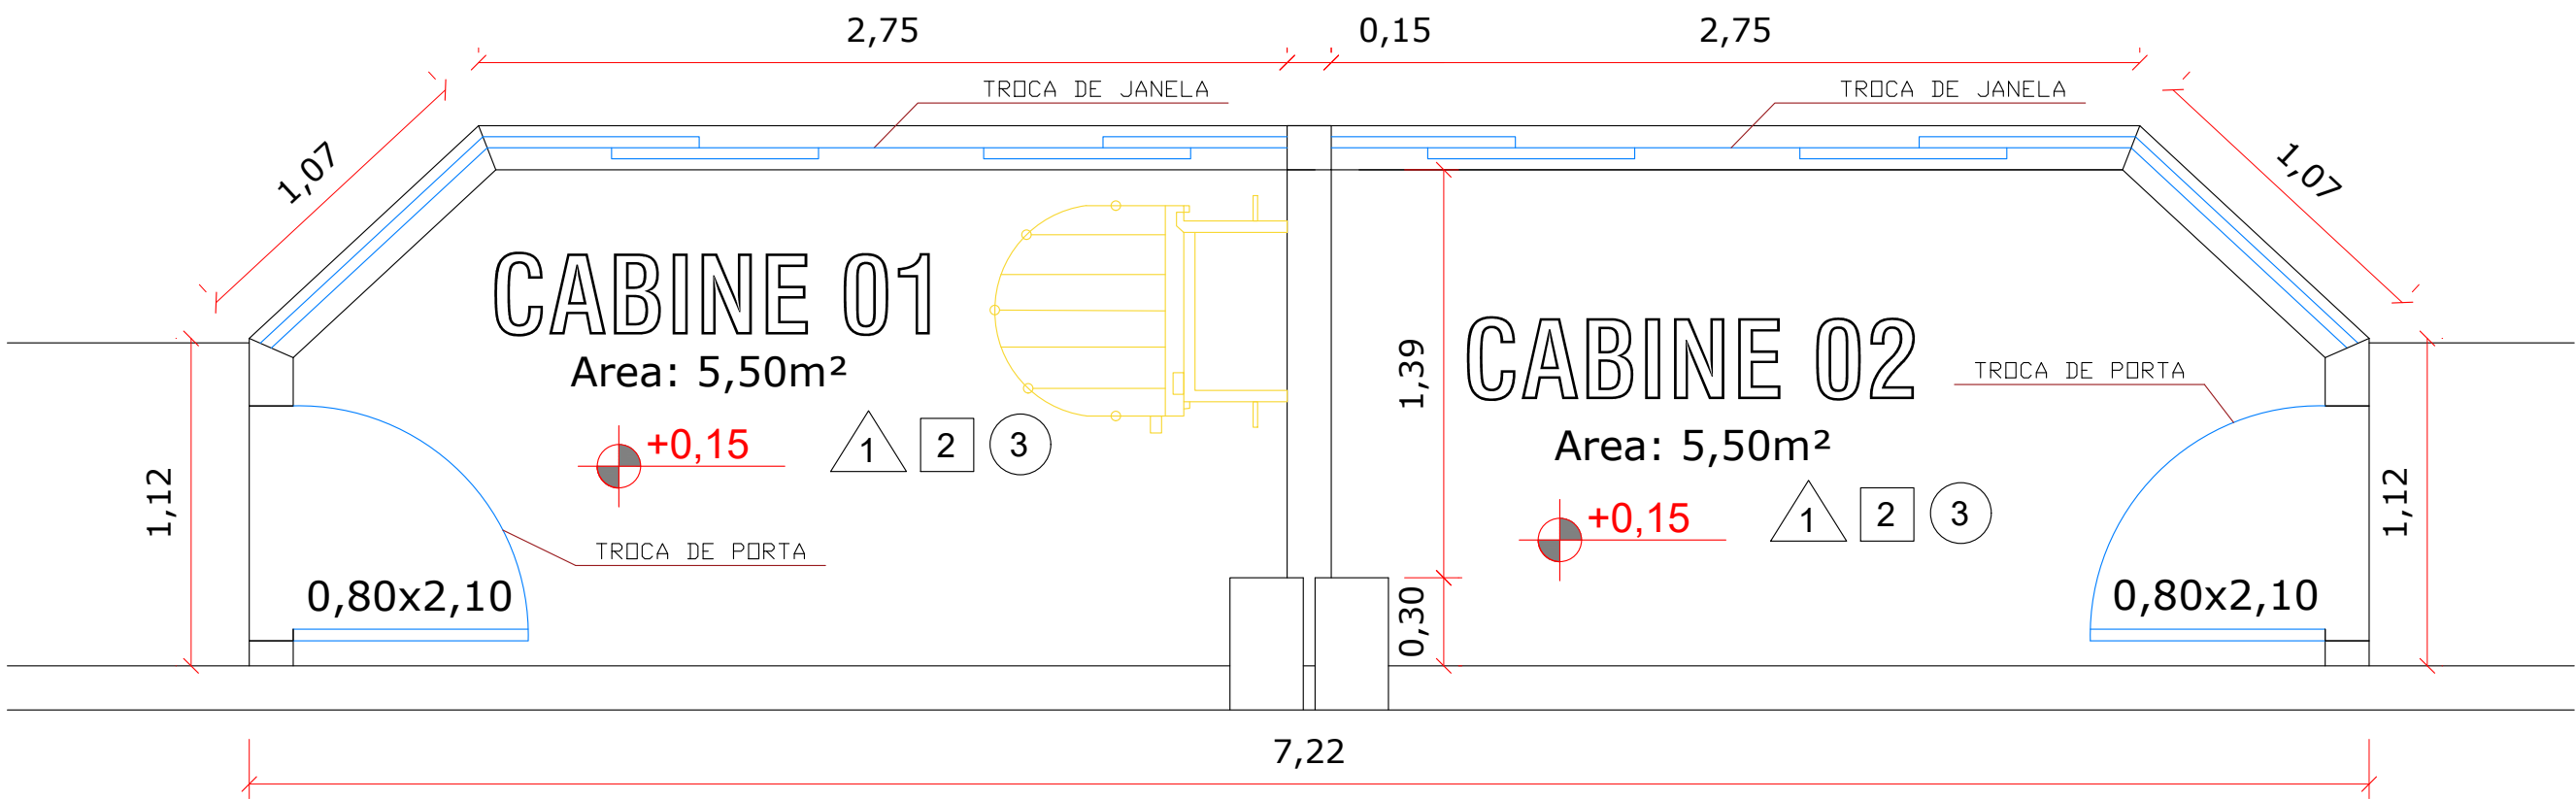 2,75
0,15
2,75
TROCA DE JANELA
TROCA DE JANELA
1,07
1,07
CABINE 01
Area: 5,50m²
+0,15
1
2
3
1,39
CABINE 02
Area: 5,50m²
+0,15
1
2
3
TROCA DE PORTA
1,12
1,12
TROCA DE PORTA
0,80x2,10
0,30
0,80x2,10
7,22